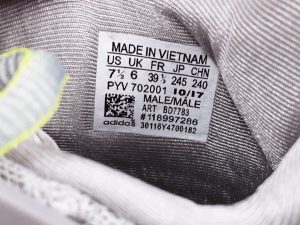 MADE IN VIETNAM
US UK FR JP CHN
7½ 6 39⅓ 245 240
PYV 702001 10/17
MALE/MÂLE
ART BD7783
#116997286
adidas 30116Y4700182